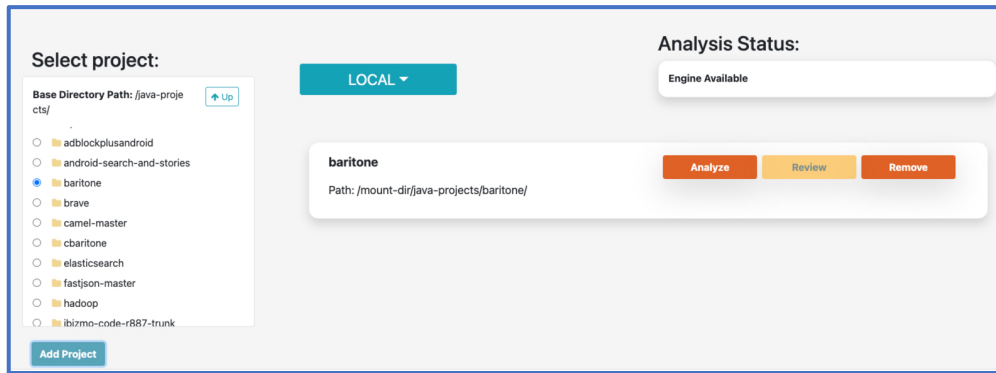 Select project:
Base Directory Path: /java-proje
cts/
Up
adblockplusandroid
android-search-and-stories
baritone
brave
camel-master
cbaritone
elasticsearch
fastjson-master
hadoop
ibizmo-code-r887-trunk
Add Project
LOCAL
Analysis Status:
Engine Available
baritone
Analyze
Review
Remove
Path: /mount-dir/java-projects/baritone/